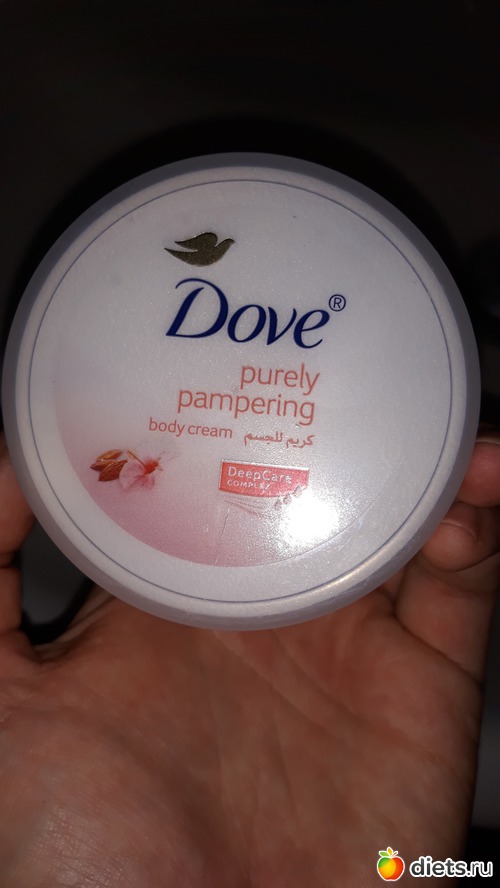 Dove®
purely
pampering
body cream كريم للجسم
DeepCare
COMPLEX
diets.ru